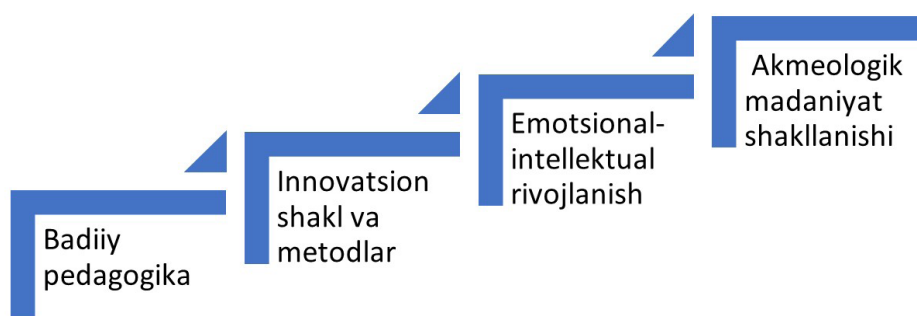 Badiiy
pedagogika
Innovatsion
shakl va
metodlar
Emotsional-
intellektual
rivojlanish
Akmeologik
madaniyat
shakllanishi